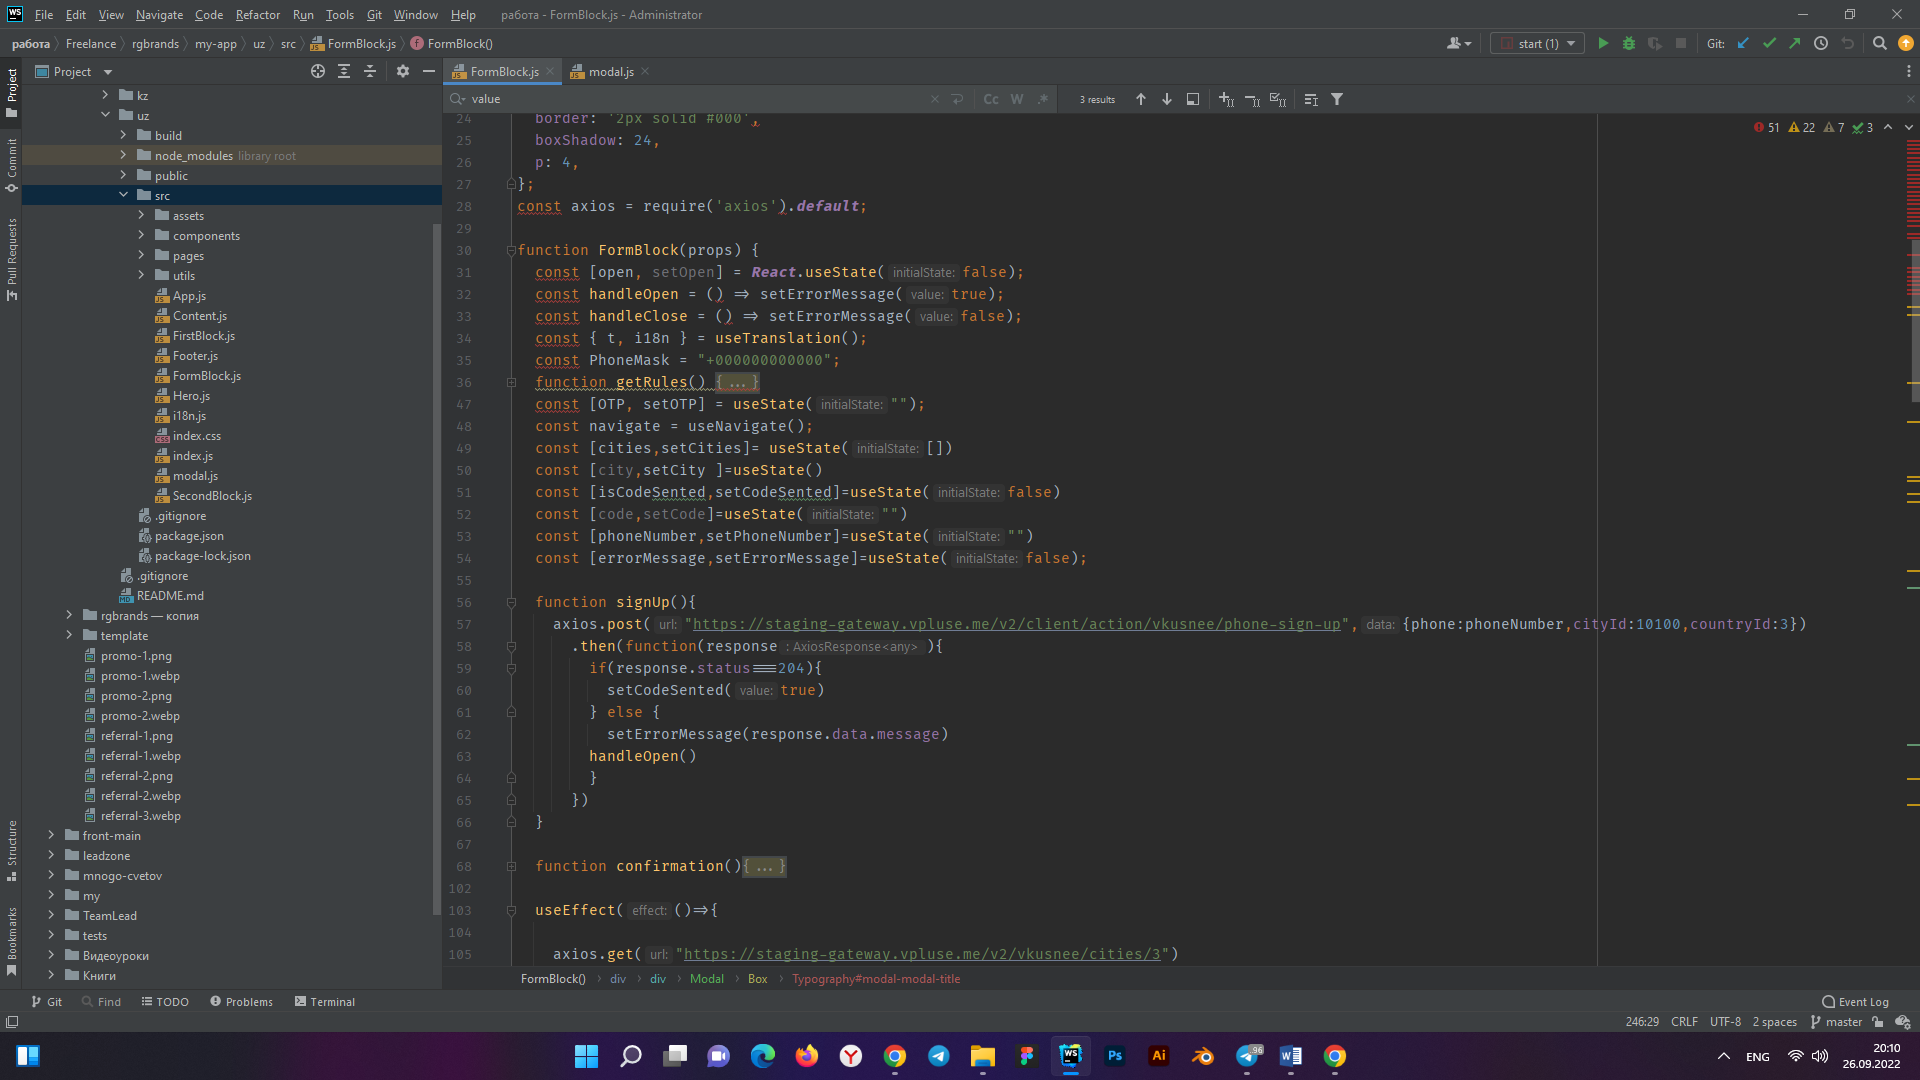 File Edit View Navigate Code Refactor Run Tools Git Window Help работа - FormBlock.js - Administrator
работа Freelance rgbrands my-app uz src FormBlock.js FormBlock() start (1) Git:
Project FormBlock.js modal.js
value Cc W .* 3 results
51 22 7 3
Project
Commit
Pull Requests
Structure
Bookmarks
kz
uz
build
node_modules library root
public
src
assets
components
pages
utils
App.js
Content.js
FirstBlock.js
Footer.js
FormBlock.js
Hero.js
i18n.js
index.css
index.js
modal.js
SecondBlock.js
.gitignore
package.json
package-lock.json
.gitignore
README.md
rgbrands — копия
template
promo-1.png
promo-1.webp
promo-2.png
promo-2.webp
referral-1.png
referral-1.webp
referral-2.png
referral-2.webp
referral-3.webp
front-main
leadzone
mnogo-cvetov
my
TeamLead
tests
Видеоуроки
Книги
24 border: '2px solid #000',
25 boxShadow: 24,
26 p: 4,
27 };
28 const axios = require('axios').default;
29
30 function FormBlock(props) {
31 const [open, setOpen] = React.useState( initialState: false);
32 const handleOpen = () => setErrorMessage( value: true);
33 const handleClose = () => setErrorMessage( value: false);
34 const { t, i18n } = useTranslation();
35 const PhoneMask = "+000000000000";
36 function getRules() {...}
47 const [OTP, setOTP] = useState( initialState: "");
48 const navigate = useNavigate();
49 const [cities,setCities]= useState( initialState: [])
50 const [city,setCity ]=useState()
51 const [isCodeSented,setCodeSented]=useState( initialState: false)
52 const [code,setCode]=useState( initialState: "")
53 const [phoneNumber,setPhoneNumber]=useState( initialState: "")
54 const [errorMessage,setErrorMessage]=useState( initialState: false);
55
56 function signUp(){
57 axios.post( url: "https://staging-gateway.vpluse.me/v2/client/action/vkusnee/phone-sign-up", data: {phone:phoneNumber,cityId:10100,countryId:3})
58 .then(function(response : AxiosResponse<any> ){
59 if(response.status===204){
60 setCodeSented( value: true)
61 } else {
62 setErrorMessage(response.data.message)
63 handleOpen()
64 }
65 })
66 }
67
68 function confirmation(){...}
102
103 useEffect( effect: ()=>{
104
105 axios.get( url: "https://staging-gateway.vpluse.me/v2/vkusnee/cities/3")
FormBlock() div div Modal Box Typography#modal-modal-title
Git Find TODO Problems Terminal Event Log
246:29 CRLF UTF-8 2 spaces master
WS Ps Ai 96 ENG 20:10
26.09.2022